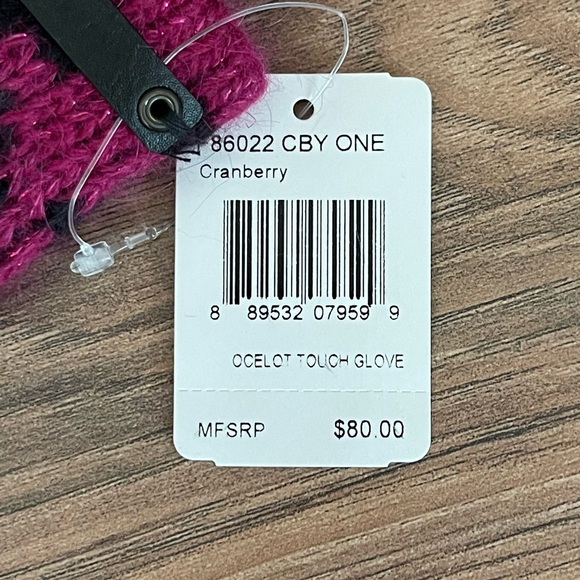 86022 CBY ONE
Cranberry
8 89532 07959 9
OCELOT TOUCH GLOVE
MFSRP $80.00